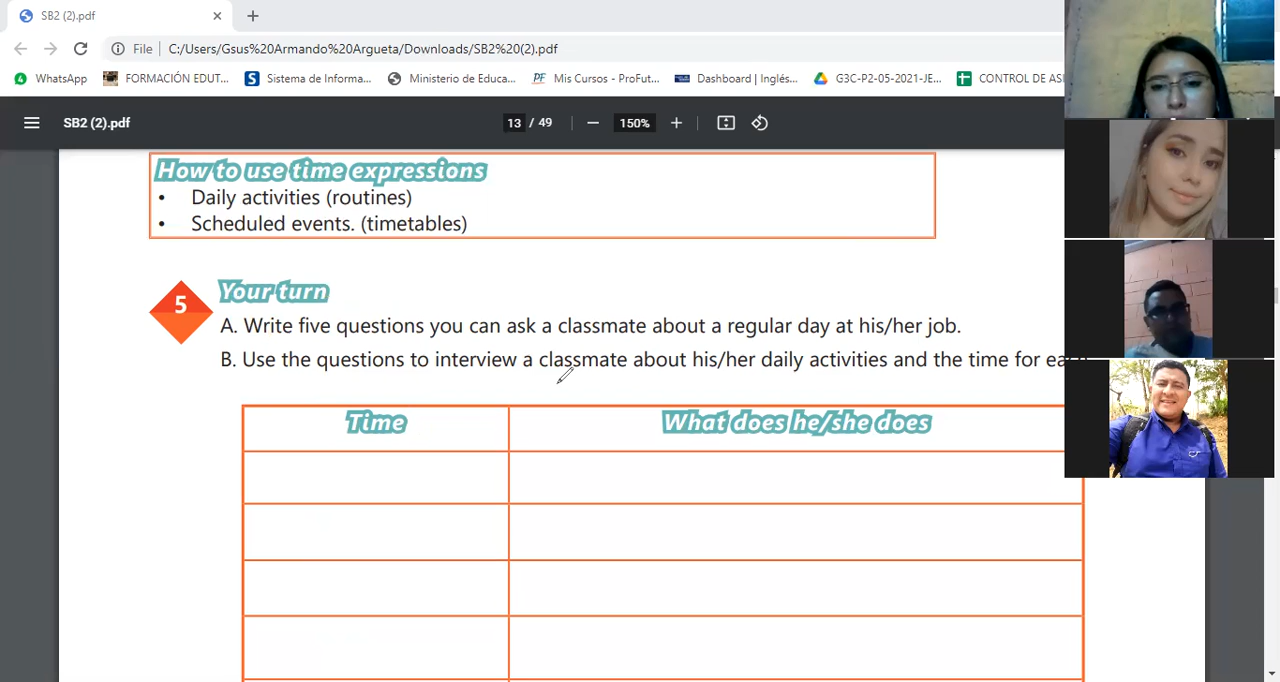 SB2 (2).pdf
File
C:/Users/Gsus%20Armando%20Argueta/Downloads/SB2%20(2).pdf
WhatsApp
FORMACIÓN EDUT...
S
Sistema de Informa...
Ministerio de Educa...
PF
Mis Cursos - ProFut...
Dashboard | Inglés...
G3C-P2-05-2021-JE...
CONTROL DE ASI
SB2 (2).pdf
13 / 49
150%
How to use time expressions
• Daily activities (routines)
• Scheduled events. (timetables)
5
Your turn
A. Write five questions you can ask a classmate about a regular day at his/her job.
B. Use the questions to interview a classmate about his/her daily activities and the time for each
Time
What does he/she does